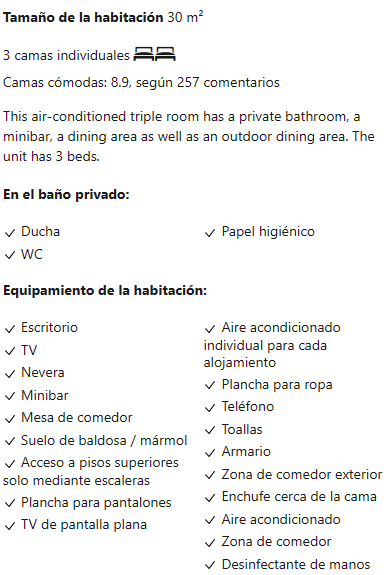 Tamaño de la habitación 30 m²
3 camas individuales
Camas cómodas: 8.9, según 257 comentarios
This air-conditioned triple room has a private bathroom, a
minibar, a dining area as well as an outdoor dining area. The
unit has 3 beds.
En el baño privado:
Ducha
WC
Papel higiénico
Equipamiento de la habitación:
Escritorio
TV
Nevera
Minibar
Mesa de comedor
Suelo de baldosa / mármol
Acceso a pisos superiores
solo mediante escaleras
Plancha para pantalones
TV de pantalla plana
Aire acondicionado
individual para cada
alojamiento
Plancha para ropa
Teléfono
Toallas
Armario
Zona de comedor exterior
Enchufe cerca de la cama
Aire acondicionado
Zona de comedor
Desinfectante de manos